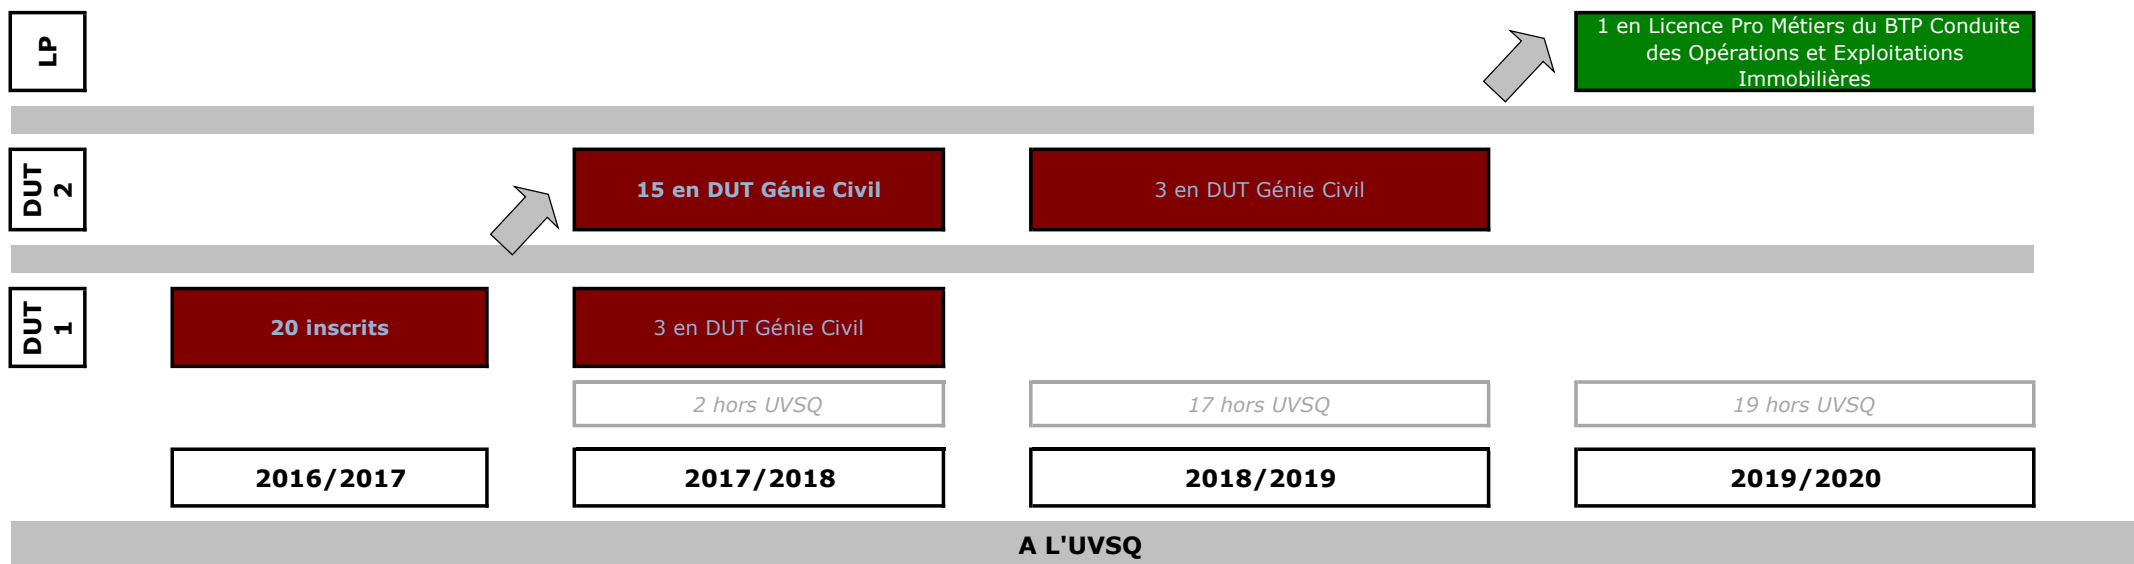 LP
1 en Licence Pro Métiers du BTP Conduite
des Opérations et Exploitations
Immobilières
DUT
2
15 en DUT Génie Civil
3 en DUT Génie Civil
DUT
1
20 inscrits
3 en DUT Génie Civil
2 hors UVSQ
17 hors UVSQ
19 hors UVSQ
2016/2017
2017/2018
2018/2019
2019/2020
A L'UVSQ